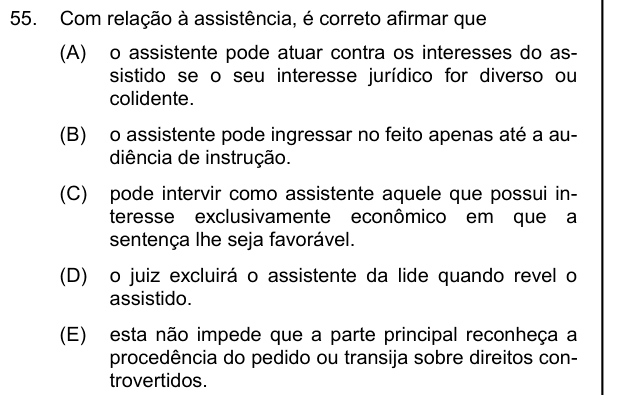 55. Com relação à assistência, é correto afirmar que
(A) o assistente pode atuar contra os interesses do as-
sistido se o seu interesse jurídico for diverso ou
colidente.
(B) o assistente pode ingressar no feito apenas até a au-
diência de instrução.
(C) pode intervir como assistente aquele que possui in-
teresse exclusivamente econômico em que a
sentença lhe seja favorável.
(D) o juiz excluirá o assistente da lide quando revel o
assistido.
(E) esta não impede que a parte principal reconheça a
procedência do pedido ou transija sobre direitos con-
trovertidos.